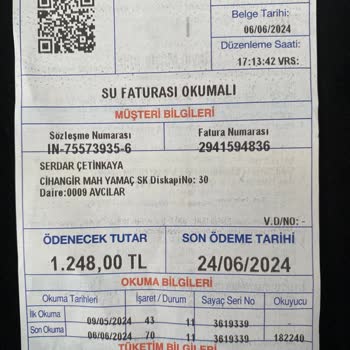 Belge Tarihi:
06/06/2024
Düzenleme Saati:
17:13:42 VRS:
SU FATURASI OKUMALI
MÜŞTERİ BİLGİLERİ
Sözleşme Numarası Fatura Numarası
IN-75573935-6 2941594836
SERDAR ÇETİNKAYA
CİHANGİR MAH YAMAÇ SK DiskapiNo: 30
Daire:0009 AVCILAR
V.D/NO: -
ÖDENECEK TUTAR SON ÖDEME TARİHİ
1.248,00 TL 24/06/2024
OKUMA BİLGİLERİ
Okuma Tarihleri İşaret / Durum Sayaç Seri No Okuyucu
İlk Okuma 09/05/2024 43 11 3619339 -
Son Okuma 06/06/2024 70 11 3619339 182240
TÜKETİM BİLGİLERİ